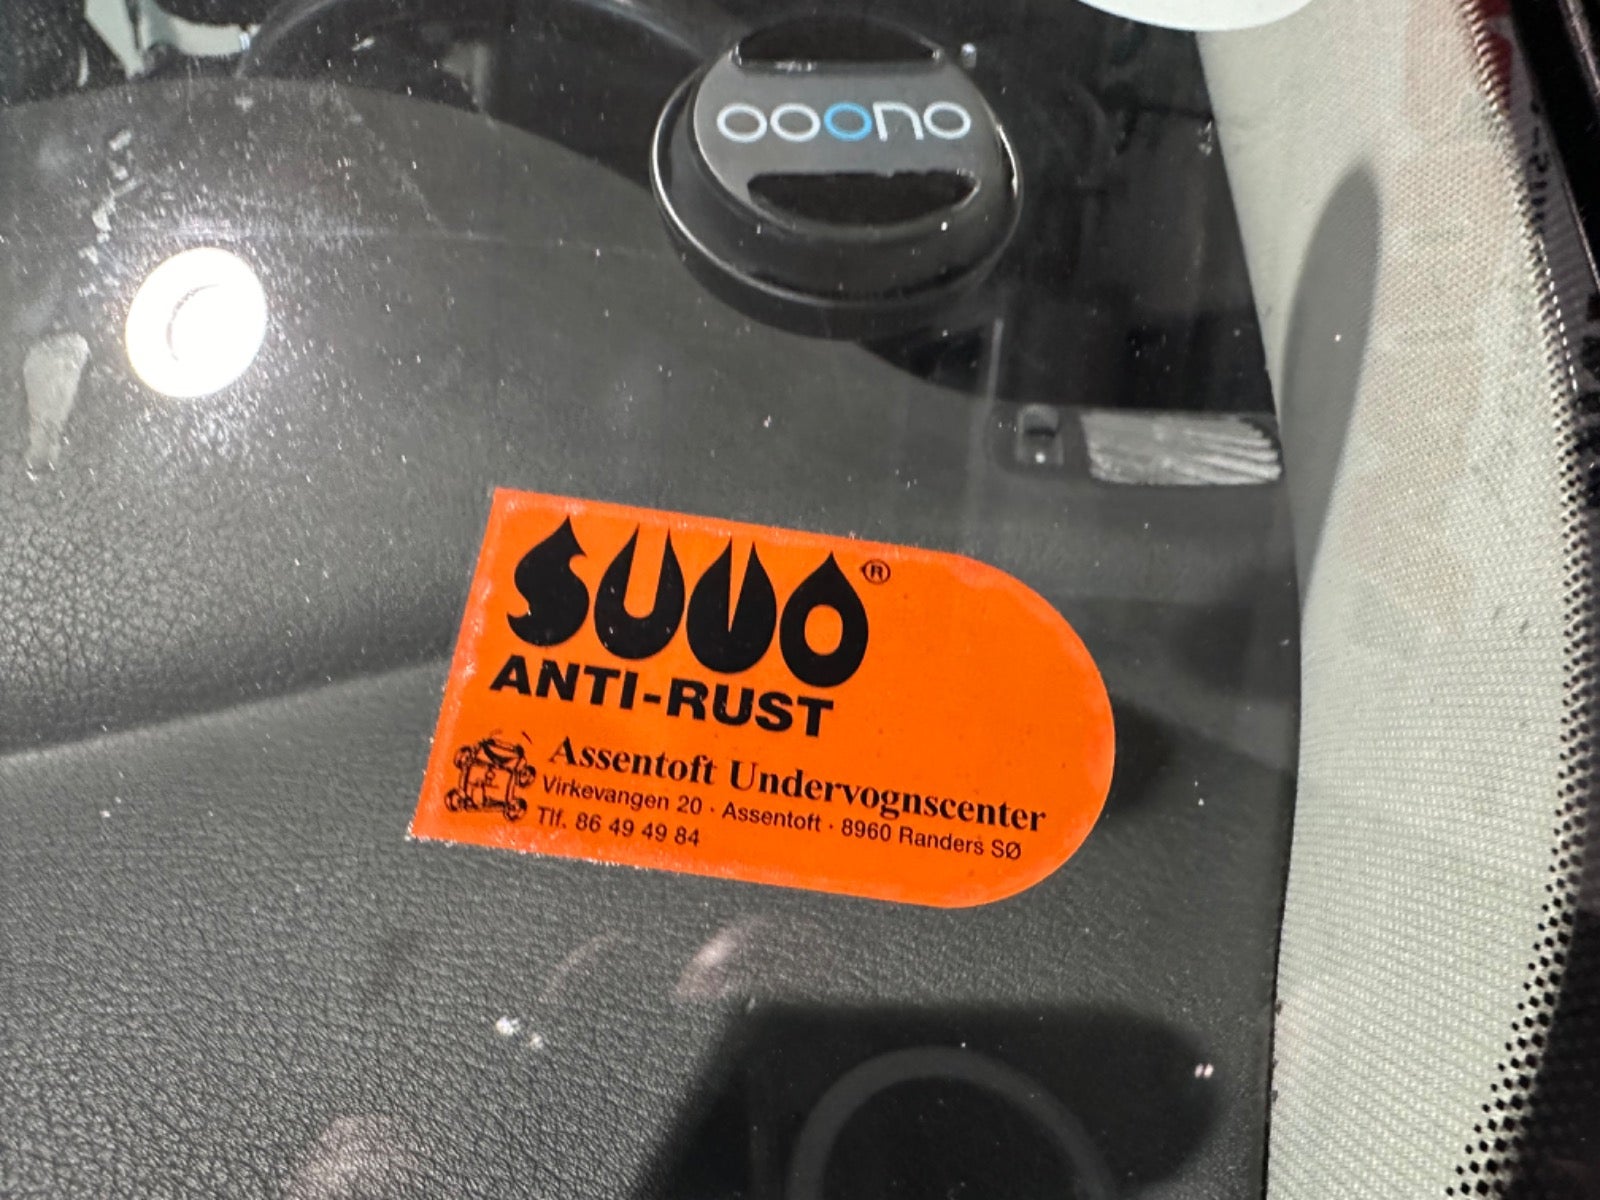 ooono
SUVO®
ANTI-RUST
Assentoft Undervognscenter
Virkevangen 20 · Assentoft · 8960 Randers SØ
Tlf. 86 49 49 84